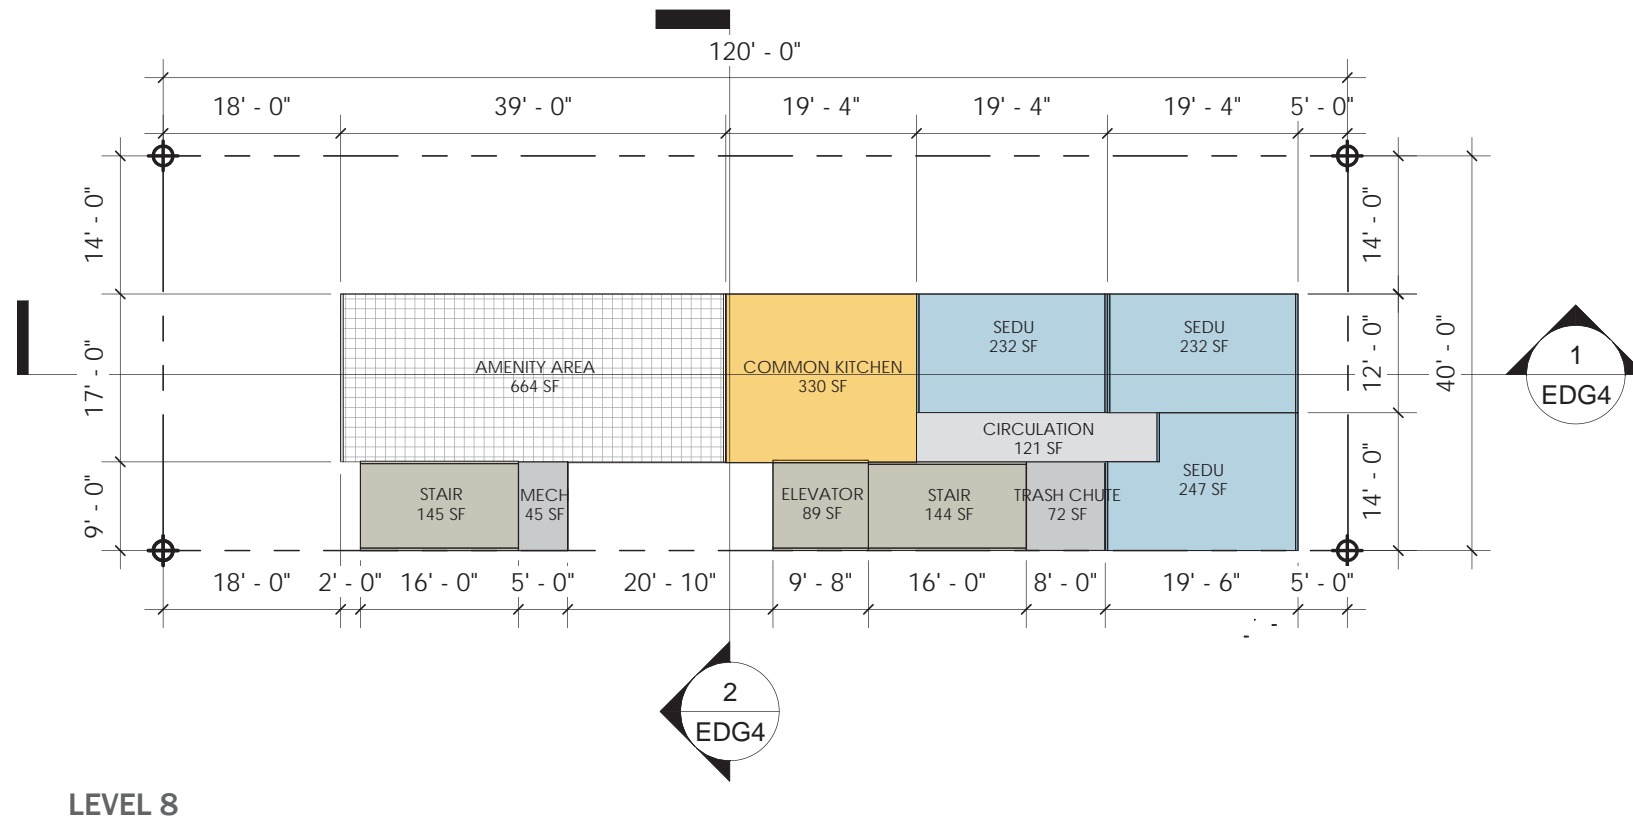 120' - 0"
18' - 0" 39' - 0" 19' - 4" 19' - 4" 19' - 4" 5' - 0"
14' - 0"
17' - 0"
9' - 0"
14' - 0"
12' - 0"
14' - 0"
40' - 0"
AMENITY AREA
664 SF
COMMON KITCHEN
330 SF
SEDU
232 SF
SEDU
232 SF
CIRCULATION
121 SF
SEDU
247 SF
STAIR
145 SF
MECH
45 SF
ELEVATOR
89 SF
STAIR
144 SF
TRASH CHUTE
72 SF
18' - 0" 2' - 0" 16' - 0" 5' - 0" 20' - 10" 9' - 8" 16' - 0" 8' - 0" 19' - 6" 5' - 0"
1
EDG4
2
EDG4
LEVEL 8